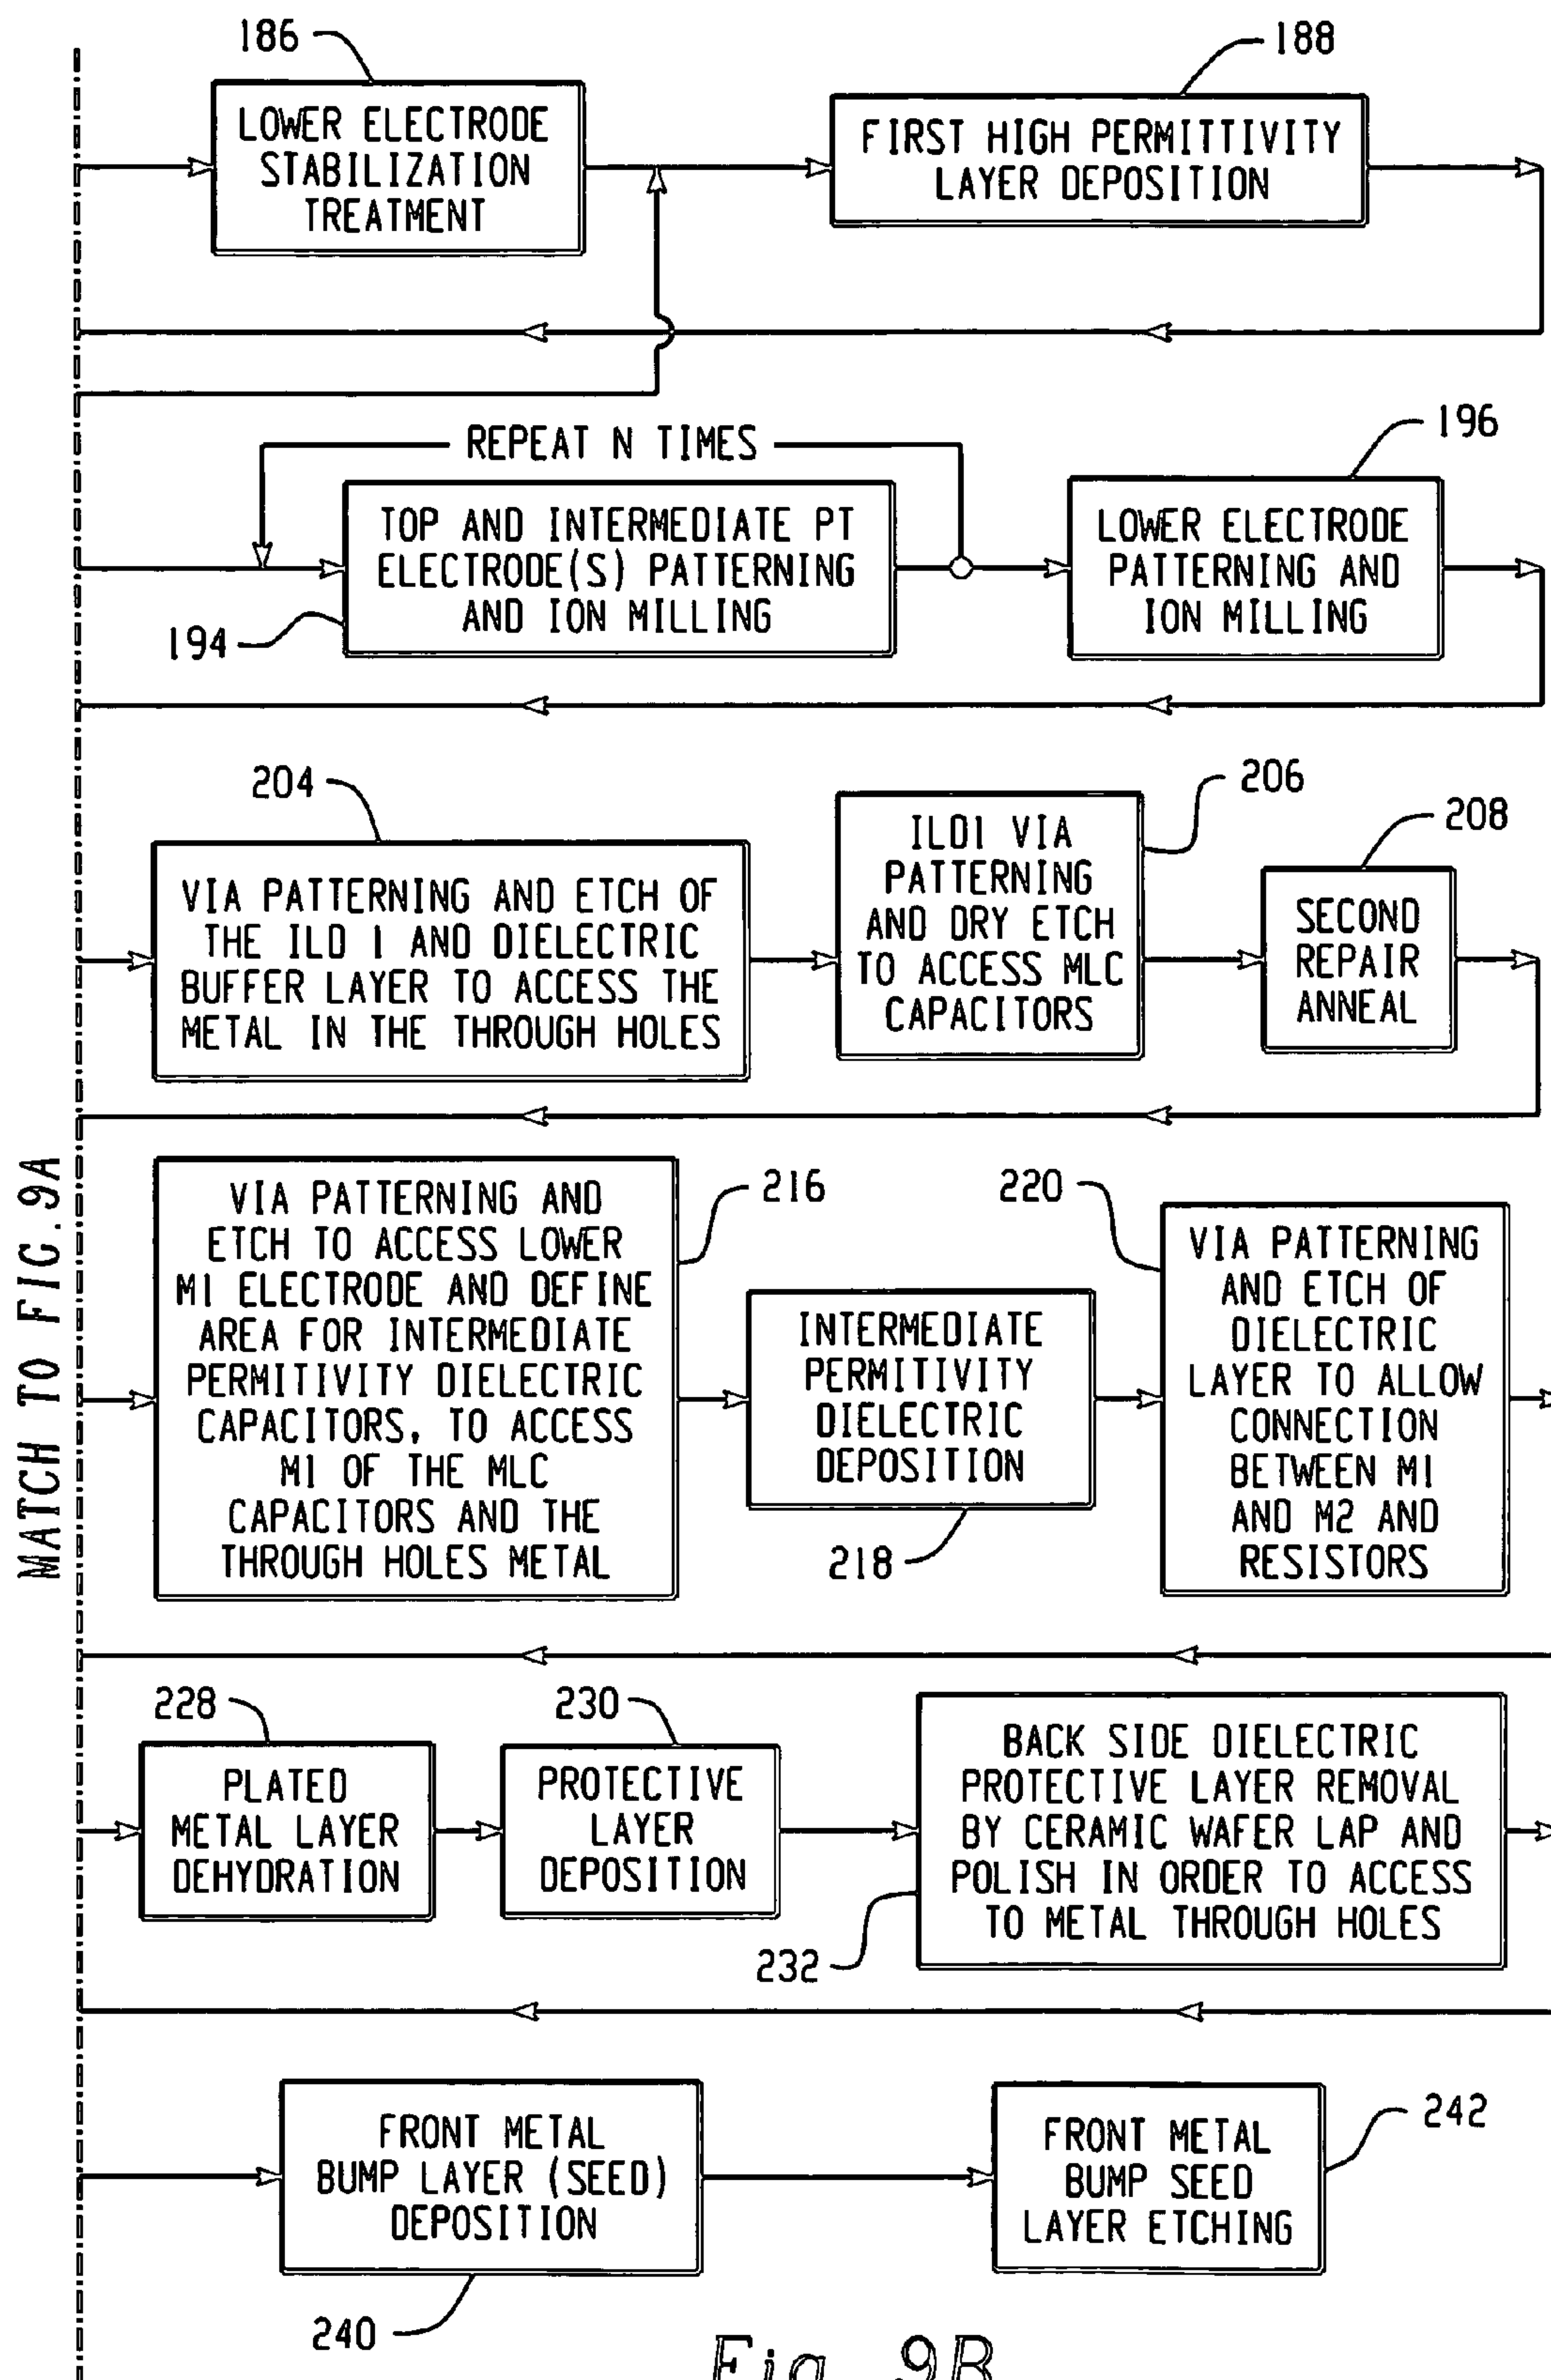 186
188
LOWER ELECTRODE
STABILIZATION
TREATMENT
FIRST HIGH PERMITTIVITY
LAYER DEPOSITION
REPEAT N TIMES
196
TOP AND INTERMEDIATE PT
ELECTRODE(S) PATTERNING
AND ION MILLING
194
LOWER ELECTRODE
PATTERNING AND
ION MILLING
204
206
208
VIA PATTERNING AND ETCH OF
THE ILD 1 AND DIELECTRIC
BUFFER LAYER TO ACCESS THE
METAL IN THE THROUGH HOLES
ILD1 VIA
PATTERNING
AND DRY ETCH
TO ACCESS MLC
CAPACITORS
SECOND
REPAIR
ANNEAL
MATCH TO FIG. 9A
216
220
VIA PATTERNING AND
ETCH TO ACCESS LOWER
M1 ELECTRODE AND DEFINE
AREA FOR INTERMEDIATE
PERMITIVITY DIELECTRIC
CAPACITORS, TO ACCESS
M1 OF THE MLC
CAPACITORS AND THE
THROUGH HOLES METAL
INTERMEDIATE
PERMITIVITY
DIELECTRIC
DEPOSITION
218
VIA PATTERNING
AND ETCH OF
DIELECTRIC
LAYER TO ALLOW
CONNECTION
BETWEEN M1
AND M2 AND
RESISTORS
228
230
PLATED
METAL LAYER
DEHYDRATION
PROTECTIVE
LAYER
DEPOSITION
BACK SIDE DIELECTRIC
PROTECTIVE LAYER REMOVAL
BY CERAMIC WAFER LAP AND
POLISH IN ORDER TO ACCESS
TO METAL THROUGH HOLES
232
FRONT METAL
BUMP LAYER (SEED)
DEPOSITION
240
FRONT METAL
BUMP SEED
LAYER ETCHING
242
Fig. 9B